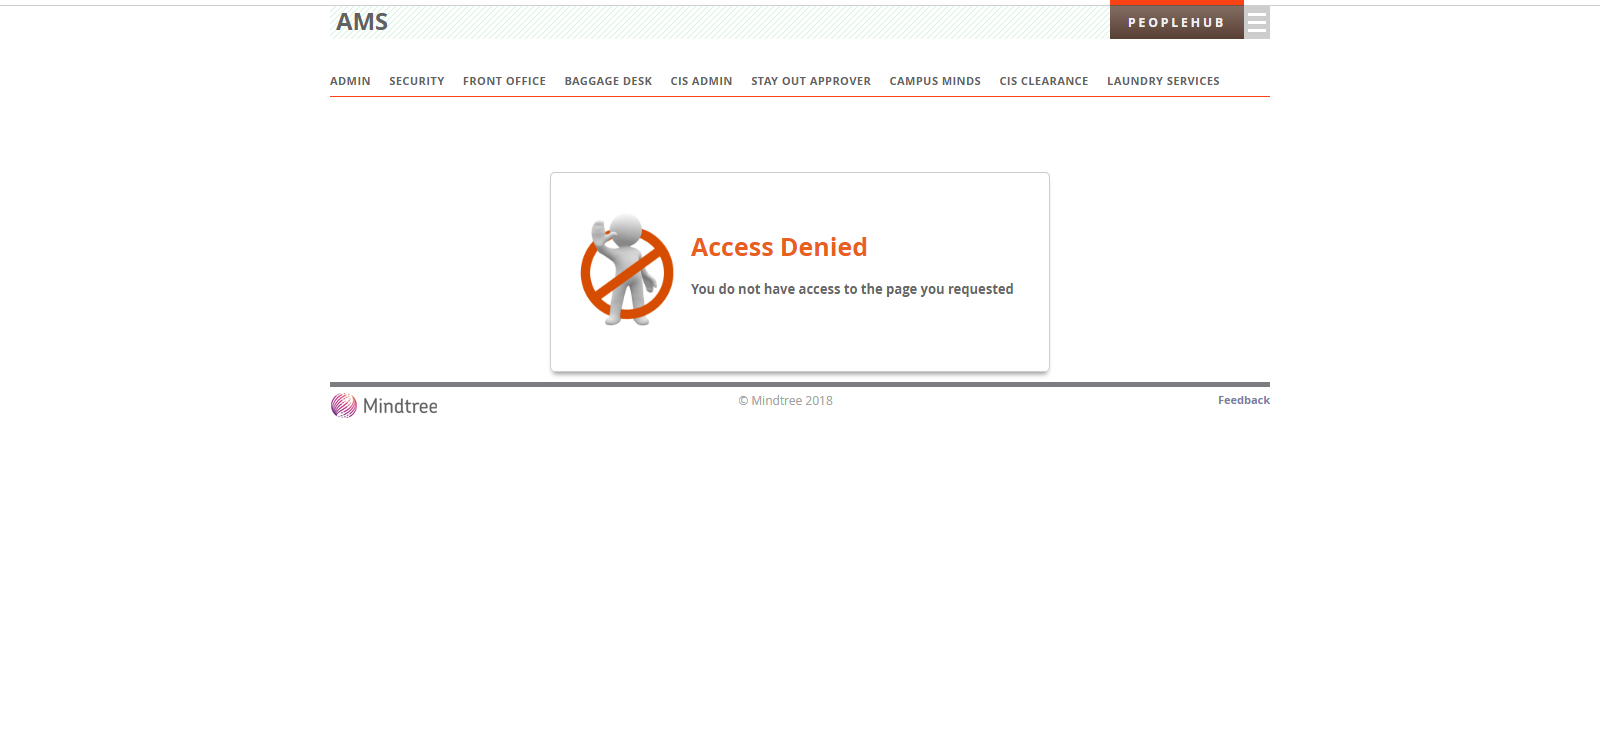 AMS
PEOPLEHUB
ADMIN SECURITY FRONT OFFICE BAGGAGE DESK CIS ADMIN STAY OUT APPROVER CAMPUS MINDS CIS CLEARANCE LAUNDRY SERVICES
Access Denied
You do not have access to the page you requested
Mindtree
© Mindtree 2018
Feedback